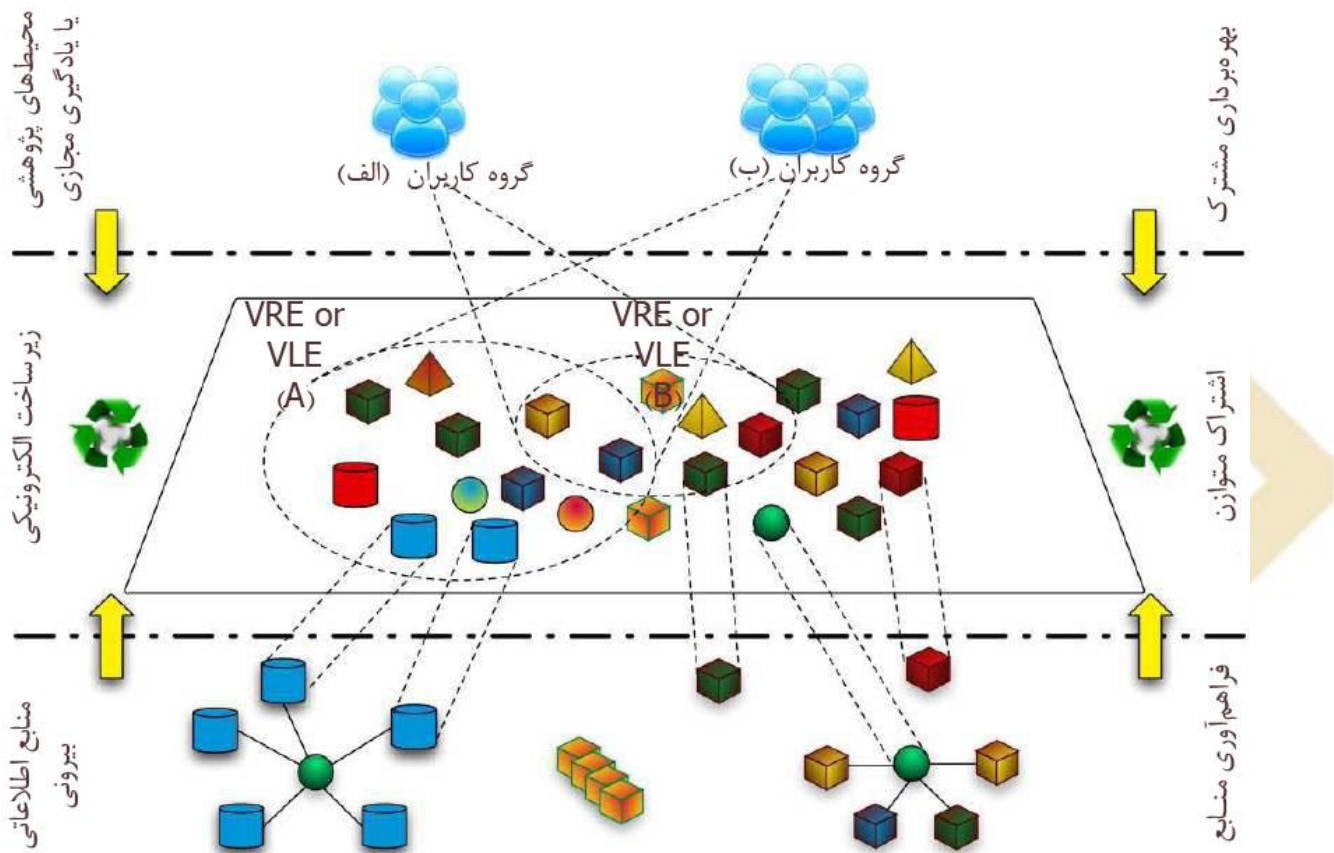 محیط‌های پژوهشی
یا یادگیری مجازی
بهره‌برداری مشترک
گروه کاربران (الف)
گروه کاربران (ب)
VRE or
VLE
(A)
VRE or
VLE
(B)
زیرساخت الکترونیکی
اشتراک متوازن
منابع اطلاعاتی
بیرونی
فراهم‌آوری منابع